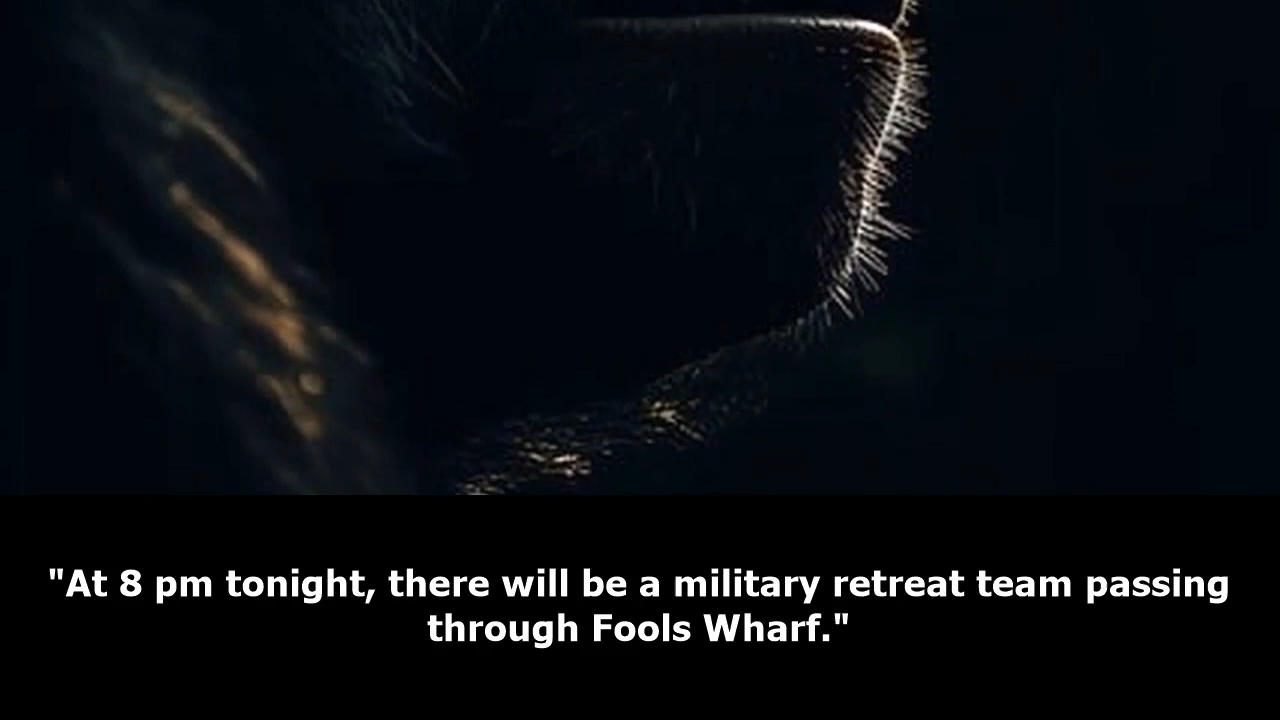 "At 8 pm tonight, there will be a military retreat team passing
through Fools Wharf."